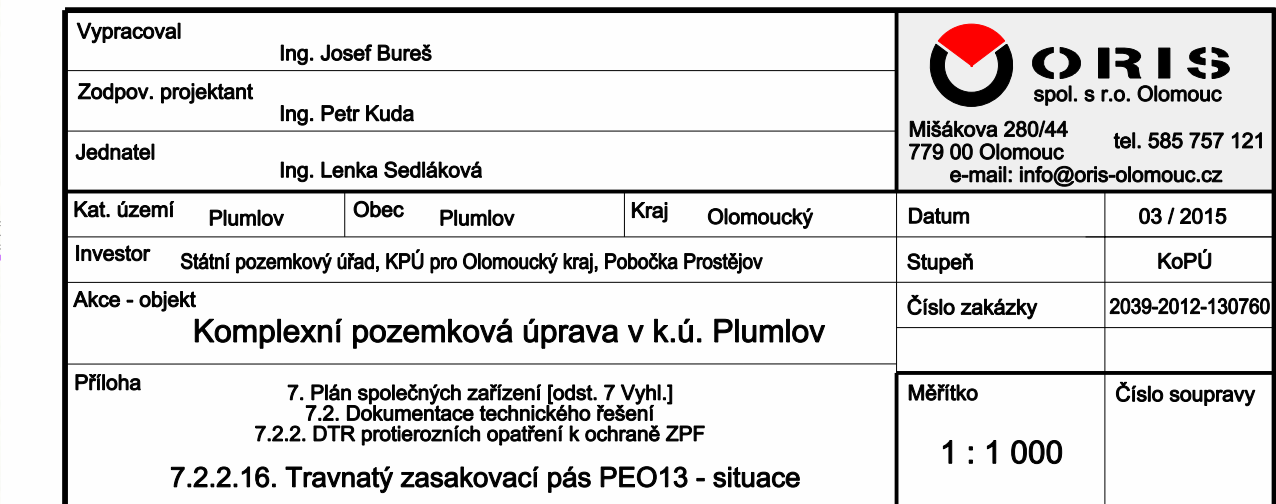 Vypracoval
Ing. Josef Bureš
Zodpov. projektant
Ing. Petr Kuda
Jednatel
Ing. Lenka Sedláková
ORIS
spol. s r.o. Olomouc
Mišákova 280/44
779 00 Olomouc
tel. 585 757 121
e-mail: info@oris-olomouc.cz
Kat. území Plumlov Obec Plumlov Kraj Olomoucký
Datum 03 / 2015
Investor Státní pozemkový úřad, KPÚ pro Olomoucký kraj, Pobočka Prostějov
Stupeň KoPÚ
Akce - objekt
Komplexní pozemková úprava v k.ú. Plumlov
Číslo zakázky 2039-2012-130760
Příloha
7. Plán společných zařízení [odst. 7 Vyhl.]
7.2. Dokumentace technického řešení
7.2.2. DTR protierozních opatření k ochraně ZPF
7.2.2.16. Travnatý zasakovací pás PEO13 - situace
Měřítko
1 : 1 000
Číslo soupravy